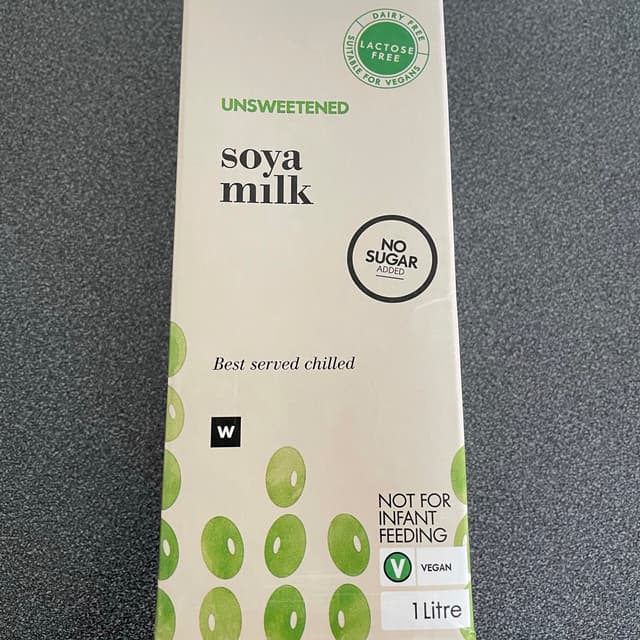 DAIRY FREE
LACTOSE
FREE
SUITABLE FOR VEGANS
UNSWEETENED
soya
milk
NO
SUGAR
ADDED
Best served chilled
W
NOT FOR
INFANT
FEEDING
V VEGAN
1 Litre